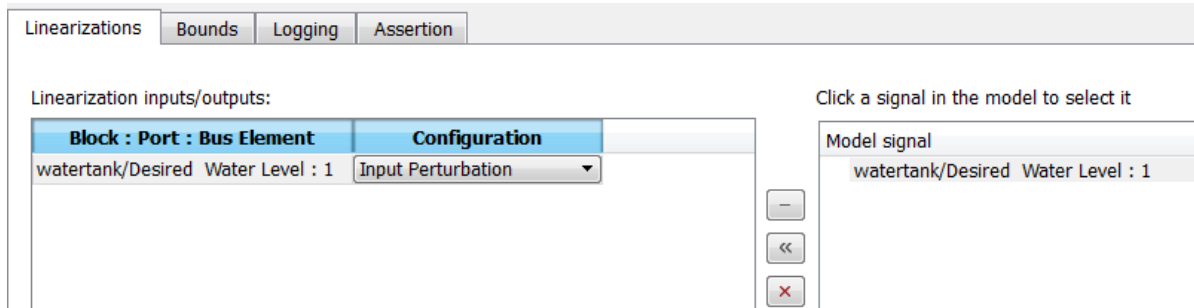 Linearizations Bounds Logging Assertion
Linearization inputs/outputs: Click a signal in the model to select it
Block : Port : Bus Element Configuration Model signal
watertank/Desired Water Level : 1 Input Perturbation watertank/Desired Water Level : 1